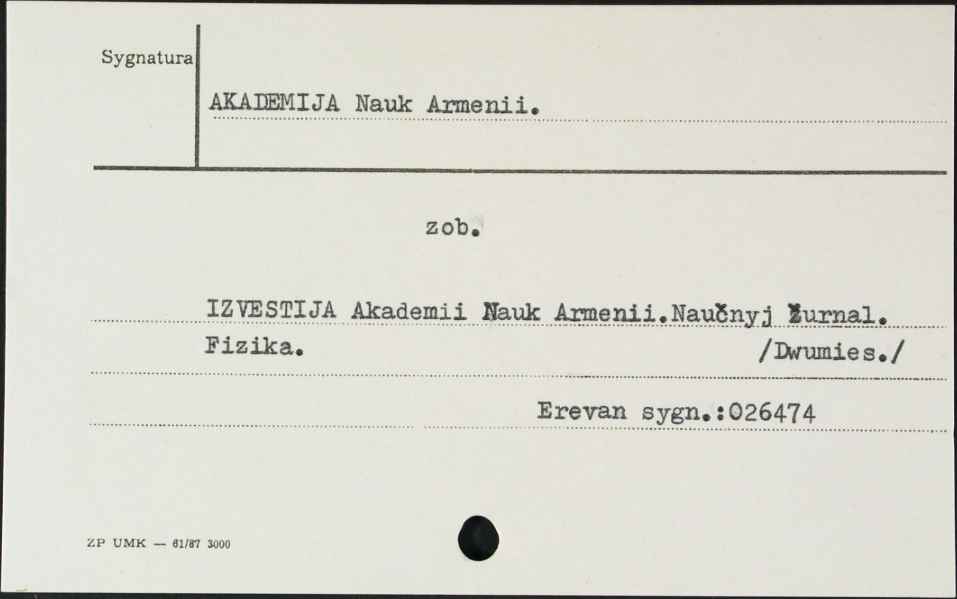 Sygnatura
AKADEMIJA Nauk Armenii.
zob.
IZVESTIJA Akademii Nauk Armenii.Naučnyj Žurnal.
Fizika. /Dwumies./
Erevan sygn.:026474
ZP UMK — 61/87 3000